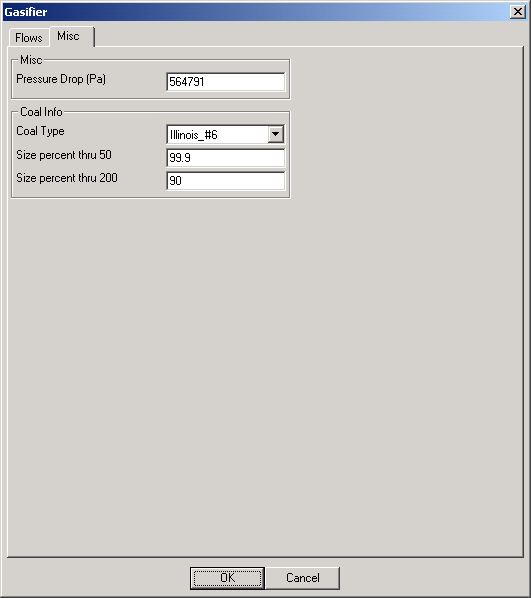 Gasifier
Flows Misc
Misc
Pressure Drop (Pa) 564791
Coal Info
Coal Type Illinois_#6
Size percent thru 50 99.9
Size percent thru 200 90
OK Cancel